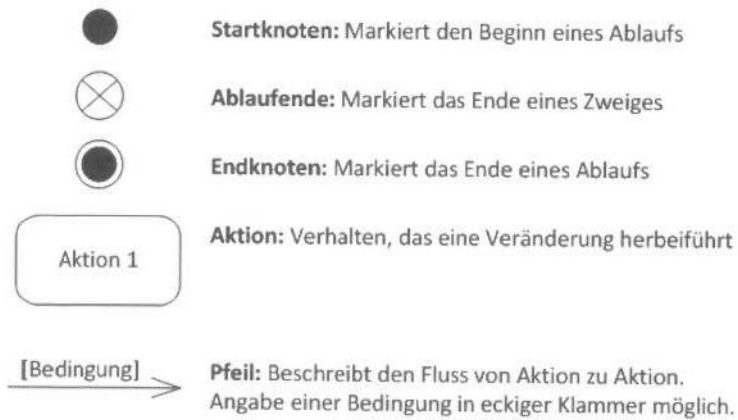 Startknoten: Markiert den Beginn eines Ablaufs
Ablaufende: Markiert das Ende eines Zweiges
Endknoten: Markiert das Ende eines Ablaufs
Aktion 1
Aktion: Verhalten, das eine Veränderung herbeiführt
[Bedingung]
Pfeil: Beschreibt den Fluss von Aktion zu Aktion.
Angabe einer Bedingung in eckiger Klammer möglich.